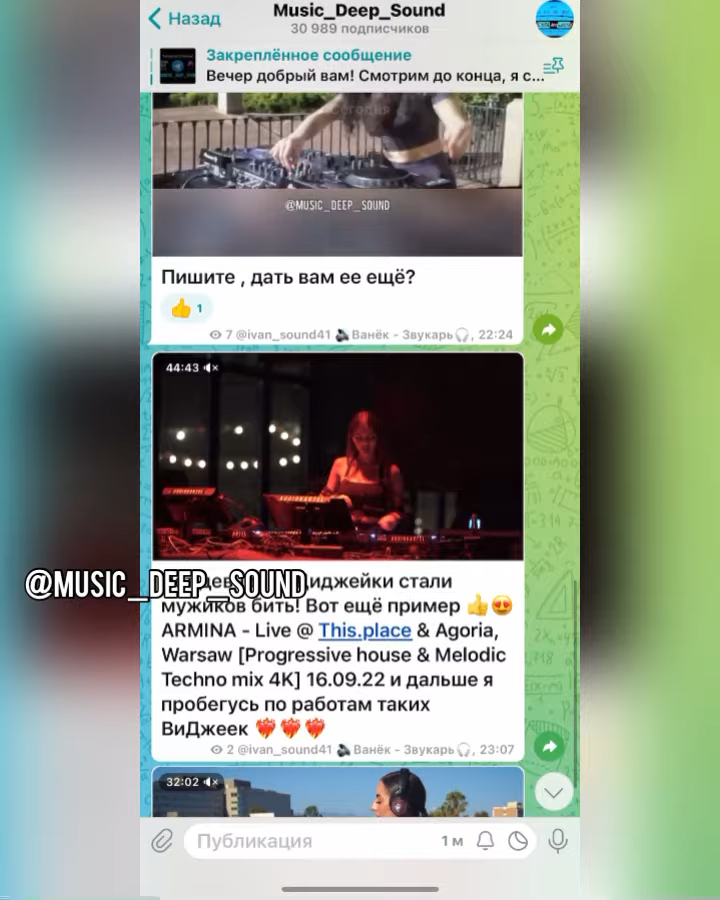 Назад
Music_Deep_Sound
30 989 подписчиков
Закреплённое сообщение
Вечер добрый вам! Смотрим до конца, я с...
Сегодня
@MUSIC_DEEP_SOUND
Пишите , дать вам ее ещё?
👍 1
7 @ivan_sound41 🔈Ванёк - Звукарь🎧, 22:24
44:43
@MUSIC_DEEP_SOUND
иджейки стали
мужиков бить! Вот ещё пример 👍😍
ARMINA - Live @ This.place & Agoria,
Warsaw [Progressive house & Melodic
Techno mix 4K] 16.09.22 и дальше я
пробегусь по работам таких
ВиДжеек ❤️‍🔥❤️‍🔥❤️‍🔥
2 @ivan_sound41 🔈Ванёк - Звукарь🎧, 23:07
32:02
Публикация
1 м